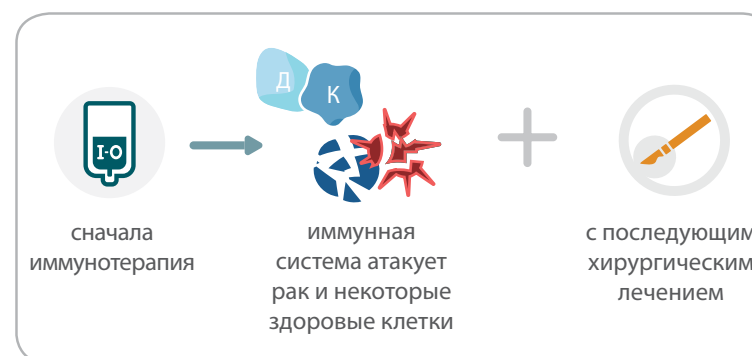 Д
К
I-O
сначала
иммунотерапия
иммунная
система атакует
рак и некоторые
здоровые клетки
с последующим
хирургическим
лечением